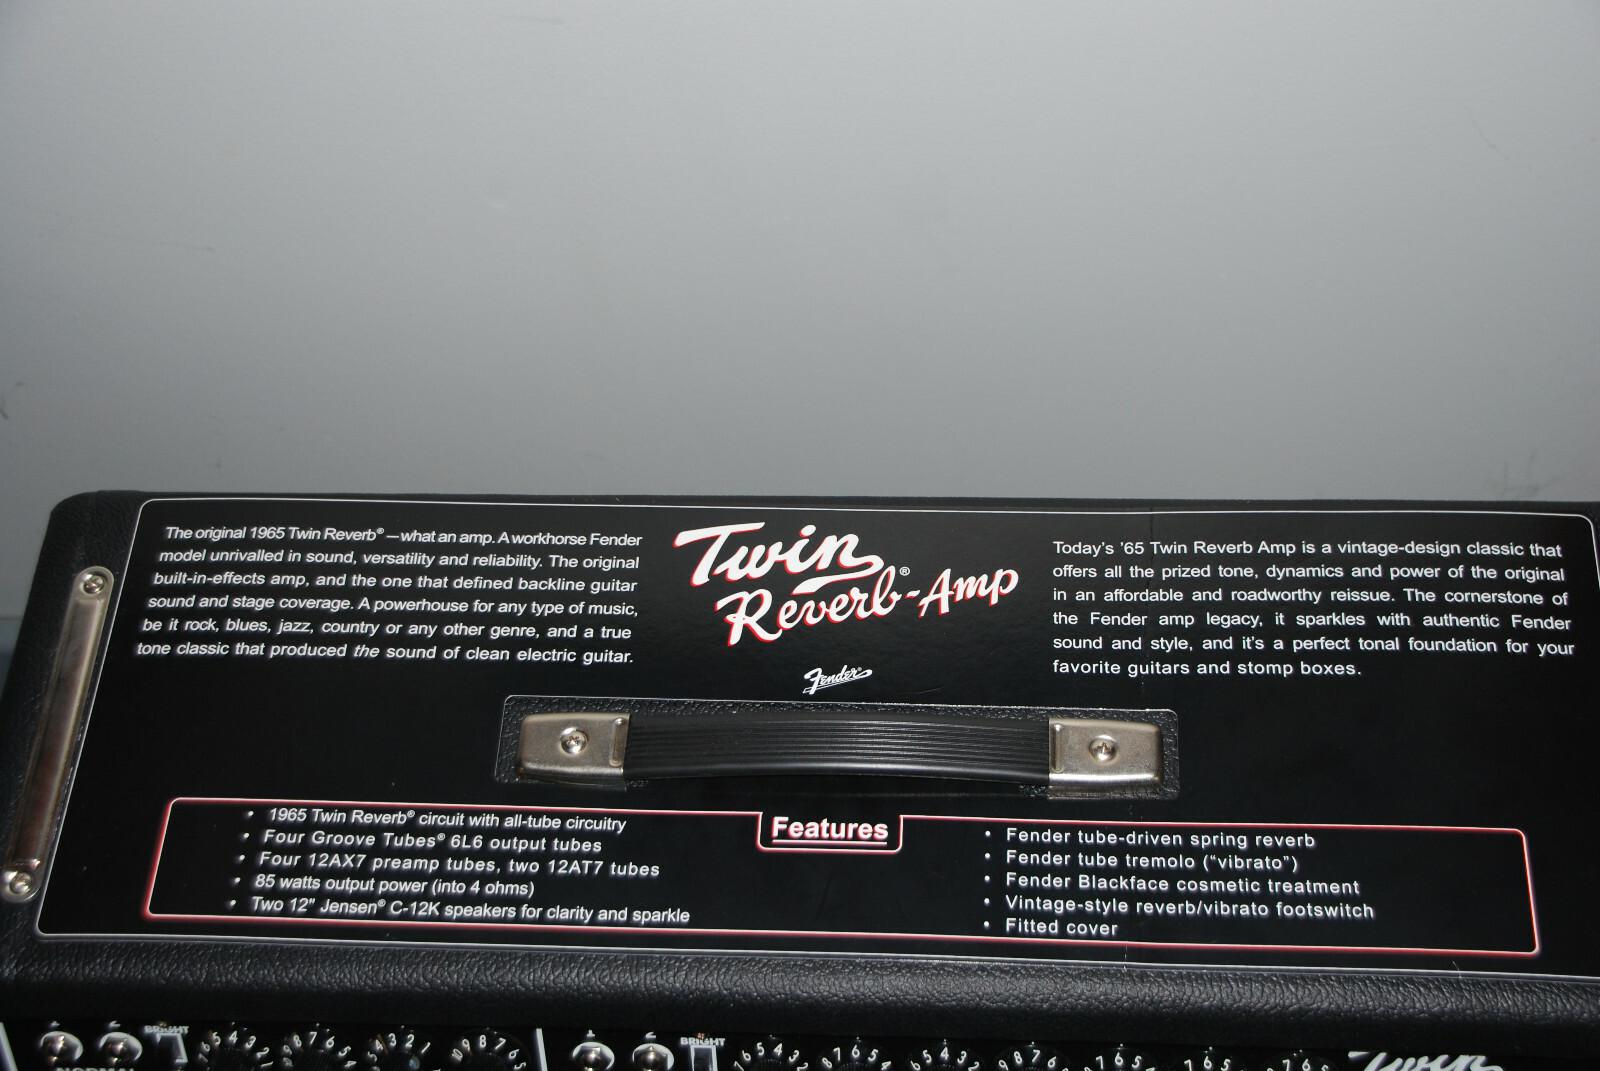 The original 1965 Twin Reverb® — what an amp. A workhorse Fender
model unrivalled in sound, versatility and reliability. The original
built-in-effects amp, and the one that defined backline guitar
sound and stage coverage. A powerhouse for any type of music,
be it rock, blues, jazz, country or any other genre, and a true
tone classic that produced the sound of clean electric guitar.
Twin
Reverb®-Amp
Fender®
Today's '65 Twin Reverb Amp is a vintage-design classic that
offers all the prized tone, dynamics and power of the original
in an affordable and roadworthy reissue. The cornerstone of
the Fender amp legacy, it sparkles with authentic Fender
sound and style, and it's a perfect tonal foundation for your
favorite guitars and stomp boxes.
Features
• 1965 Twin Reverb® circuit with all-tube circuitry
• Four Groove Tubes® 6L6 output tubes
• Four 12AX7 preamp tubes, two 12AT7 tubes
• 85 watts output power (into 4 ohms)
• Two 12" Jensen® C-12K speakers for clarity and sparkle
• Fender tube-driven spring reverb
• Fender tube tremolo ("vibrato")
• Fender Blackface cosmetic treatment
• Vintage-style reverb/vibrato footswitch
• Fitted cover
1 2 BRIGHT
NORMAL
1 2 BRIGHT
Twin